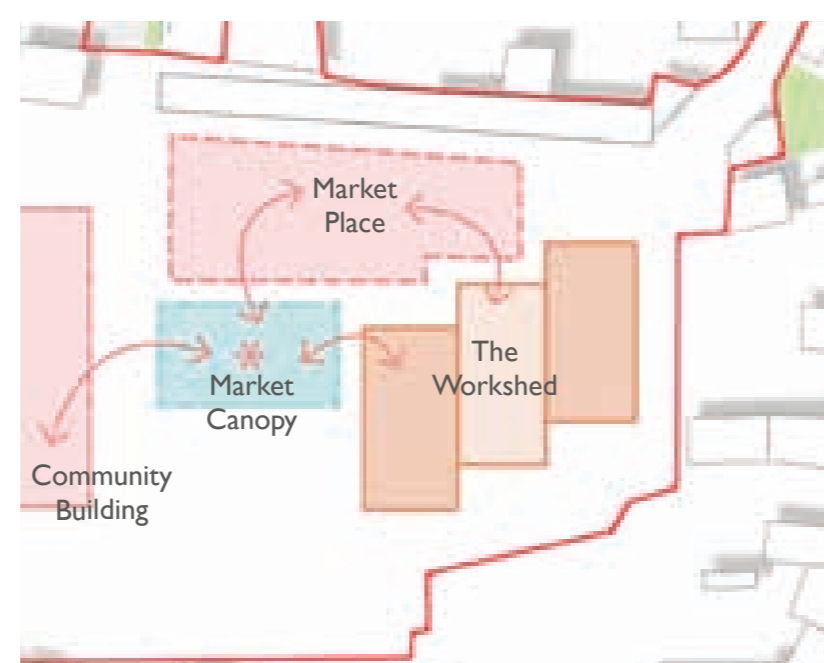 Market
Place
The
Workshed
Market
Canopy
Community
Building